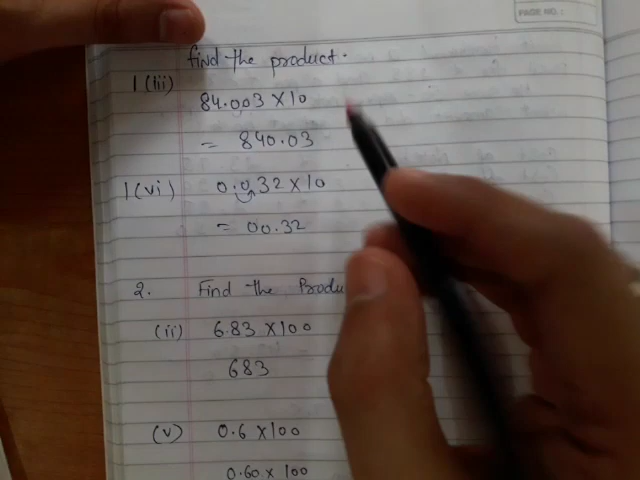 PAGE NO.:
find the product.
1(iii)
84.003 × 10
= 840.03
1(vi) 0.032 × 10
= 00.32
2. Find the Produ
(ii) 6.83 × 100
683
(v) 0.6 × 100
0.60 × 100